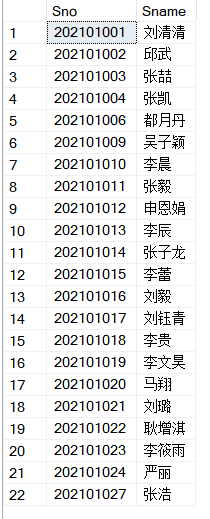 Sno Sname
1 202101001 刘清清
2 202101002 邱武
3 202101003 张喆
4 202101004 张凯
5 202101006 都月丹
6 202101009 吴子颖
7 202101010 李晨
8 202101011 张毅
9 202101012 申恩娟
10 202101013 李辰
11 202101014 张子龙
12 202101015 李蕾
13 202101016 刘毅
14 202101017 刘钰青
15 202101018 李贵
16 202101019 李文昊
17 202101020 马翔
18 202101021 刘璐
19 202101022 耿增淇
20 202101023 李筱雨
21 202101024 严丽
22 202101027 张浩